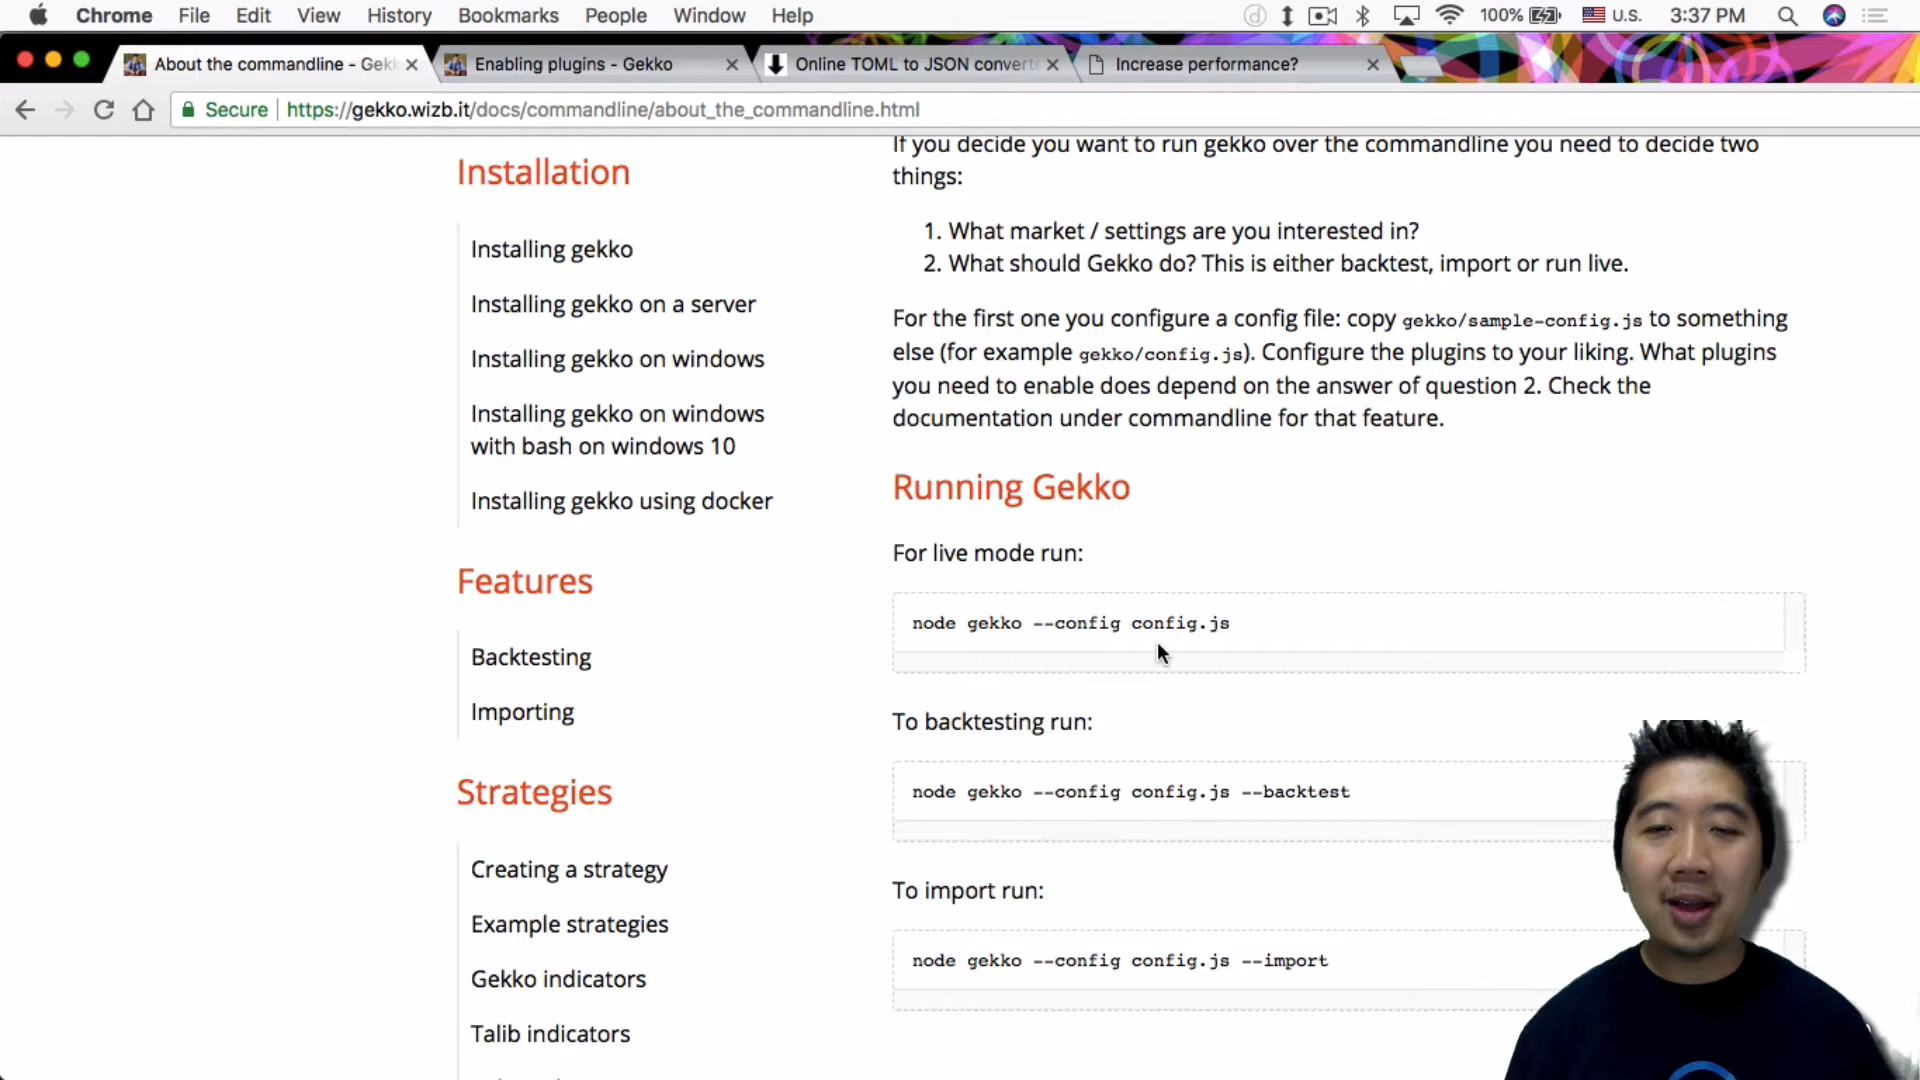 Chrome File Edit View History Bookmarks People Window Help 100% U.S. 3:37 PM
About the commandline - Gek Enabling plugins - Gekko Online TOML to JSON converte Increase performance?
Secure https://gekko.wizb.it/docs/commandline/about_the_commandline.html
Installation
Installing gekko
Installing gekko on a server
Installing gekko on windows
Installing gekko on windows
with bash on windows 10
Installing gekko using docker
Features
Backtesting
Importing
Strategies
Creating a strategy
Example strategies
Gekko indicators
Talib indicators
If you decide you want to run gekko over the commandline you need to decide two
things:
1. What market / settings are you interested in?
2. What should Gekko do? This is either backtest, import or run live.
For the first one you configure a config file: copy gekko/sample-config.js to something
else (for example gekko/config.js). Configure the plugins to your liking. What plugins
you need to enable does depend on the answer of question 2. Check the
documentation under commandline for that feature.
Running Gekko
For live mode run:
node gekko --config config.js
To backtesting run:
node gekko --config config.js --backtest
To import run:
node gekko --config config.js --import